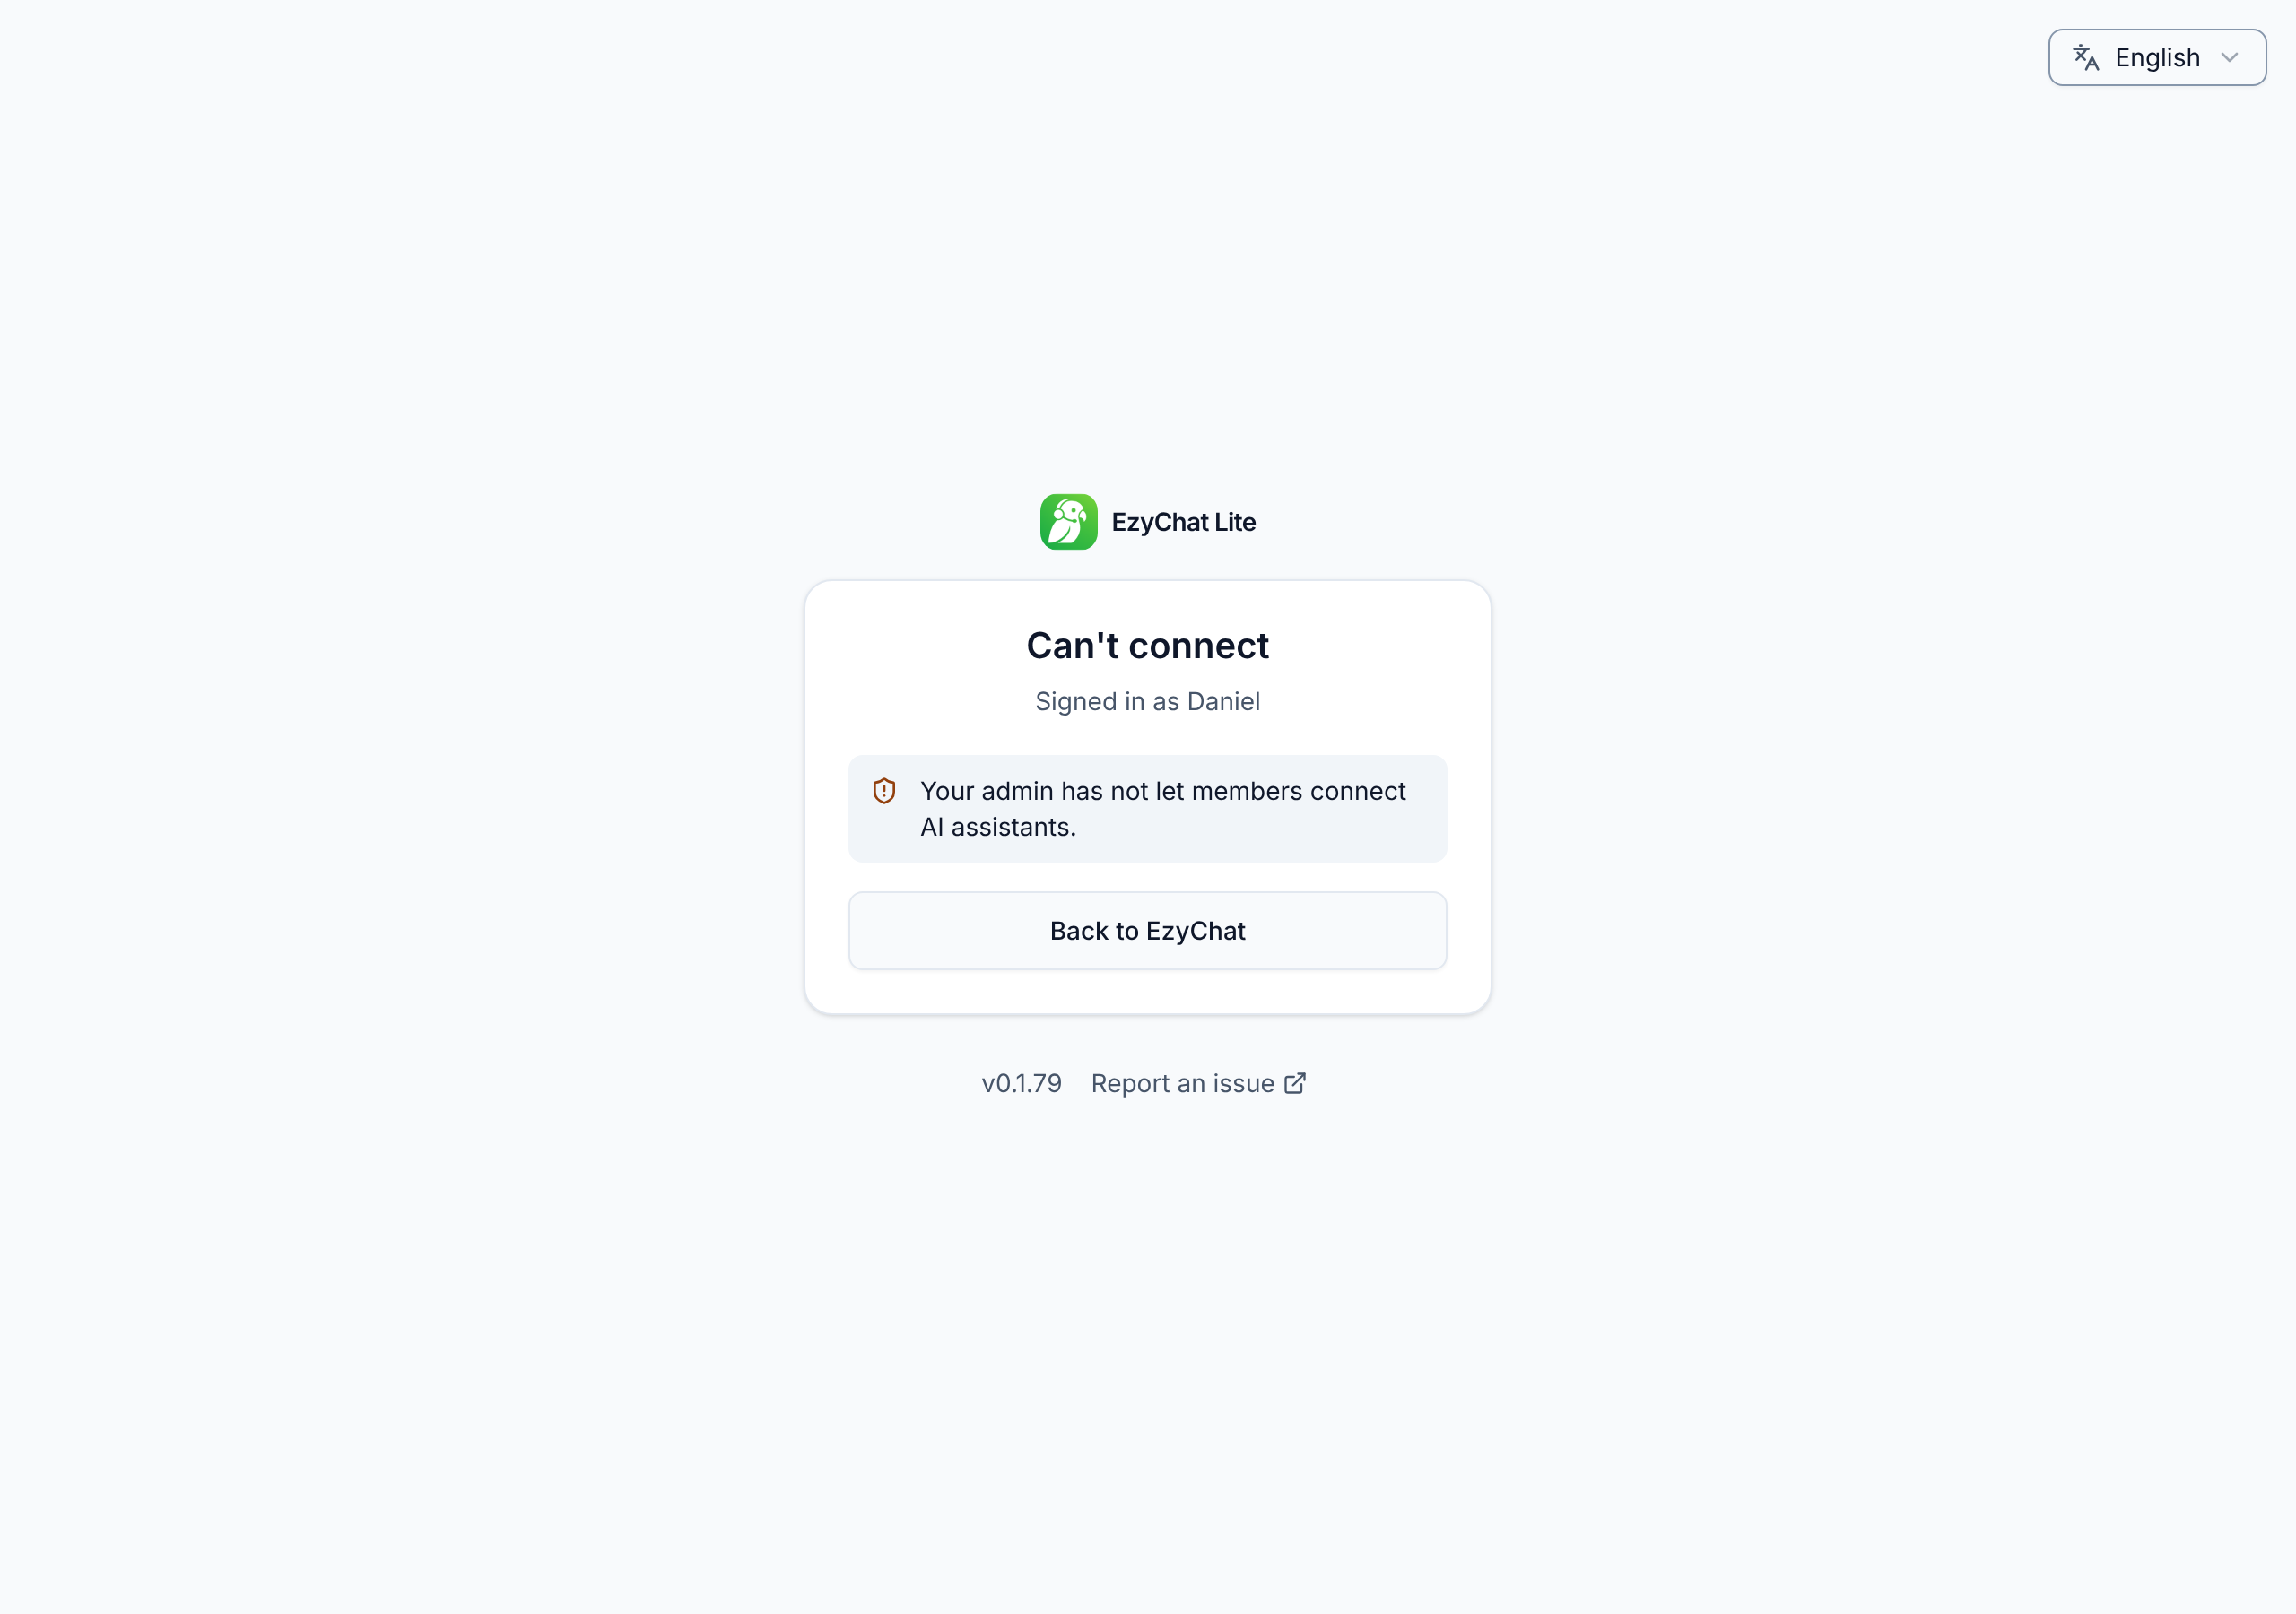 English
EzyChat Lite
Can't connect
Signed in as Daniel
Your admin has not let members connect
AI assistants.
Back to EzyChat
v0.1.79 Report an issue